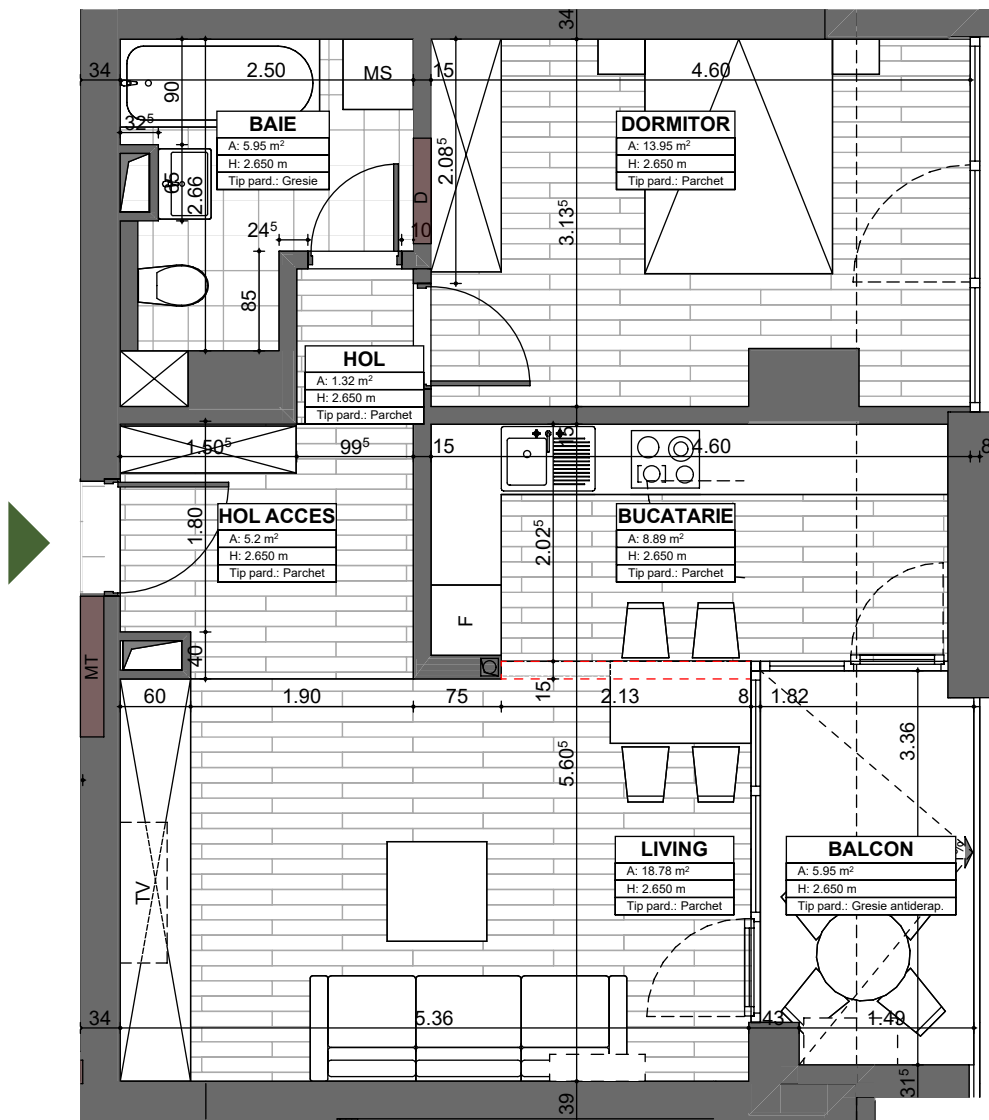 34
34
2.50
MS
15
4.60
90
32⁵
BAIE
A: 5.95 m²
H: 2.650 m
Tip pard.: Gresie
DORMITOR
A: 13.95 m²
H: 2.650 m
Tip pard.: Parchet
2.08⁵
65
2.66
D
3.13⁵
24⁵
10
85
HOL
A: 1.32 m²
H: 2.650 m
Tip pard.: Parchet
1.50⁵
99⁵
15
15
4.60
8
1.80
HOL ACCES
A: 5.2 m²
H: 2.650 m
Tip pard.: Parchet
2.02⁵
BUCATARIE
A: 8.89 m²
H: 2.650 m
Tip pard.: Parchet
F
MT
40
60
1.90
75
15
2.13
8
1.82
3.36
5.60⁵
TV
LIVING
A: 18.78 m²
H: 2.650 m
Tip pard.: Parchet
BALCON
A: 5.95 m²
H: 2.650 m
Tip pard.: Gresie antiderap.
34
5.36
43
1.49
39
31⁵